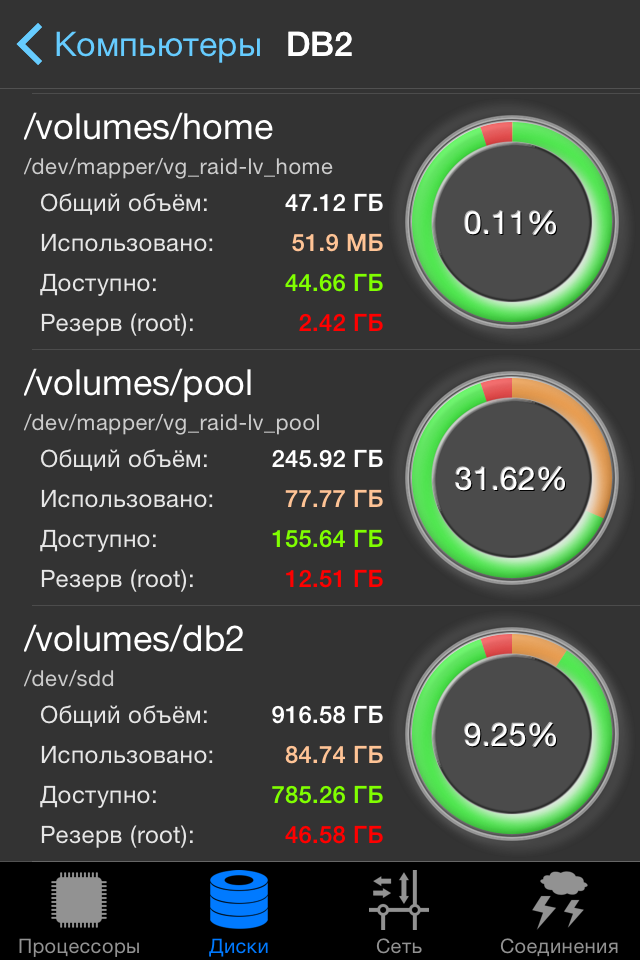 Компьютеры DB2
/volumes/home
/dev/mapper/vg_raid-lv_home
Общий объём: 47.12 ГБ
Использовано: 51.9 МБ
Доступно: 44.66 ГБ
Резерв (root): 2.42 ГБ
0.11%
/volumes/pool
/dev/mapper/vg_raid-lv_pool
Общий объём: 245.92 ГБ
Использовано: 77.77 ГБ
Доступно: 155.64 ГБ
Резерв (root): 12.51 ГБ
31.62%
/volumes/db2
/dev/sdd
Общий объём: 916.58 ГБ
Использовано: 84.74 ГБ
Доступно: 785.26 ГБ
Резерв (root): 46.58 ГБ
9.25%
Процессоры Диски Сеть Соединения